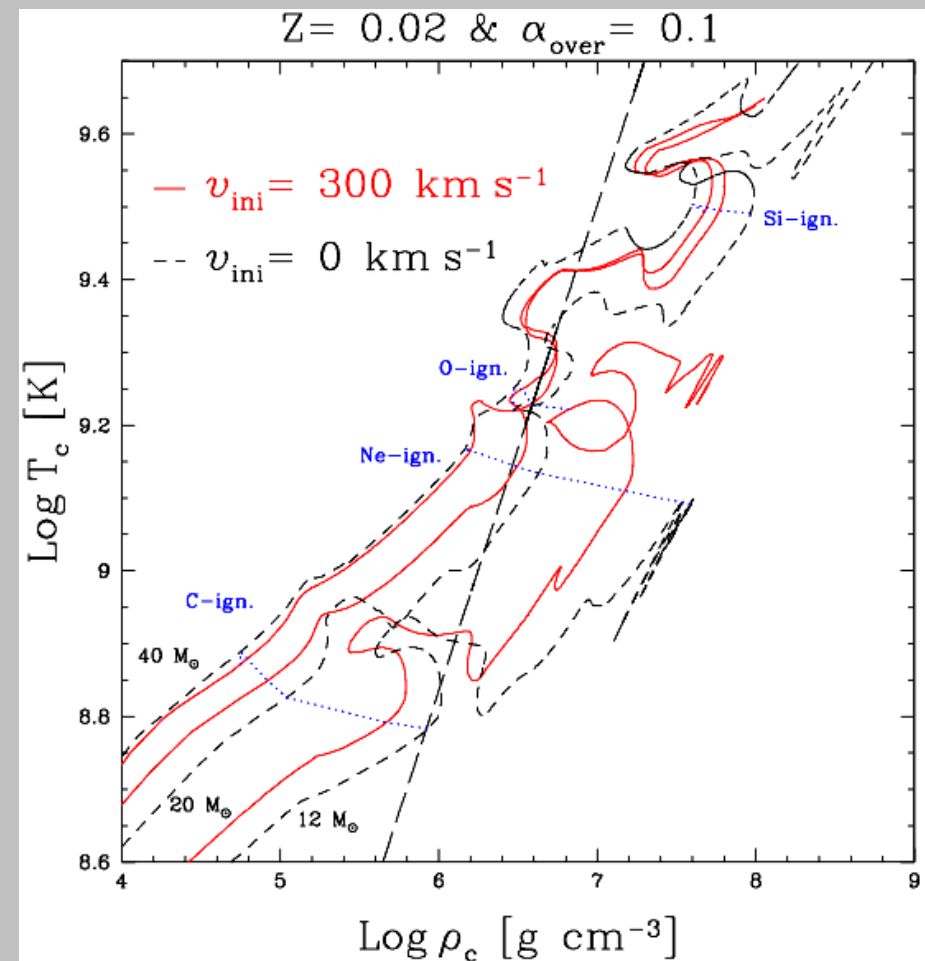 Z= 0.02 & α_over= 0.1
Log T_c [K]
9.6
9.4
9.2
9
8.8
8.6
— υ_ini= 300 km s⁻¹
-- υ_ini= 0 km s⁻¹
Si-ign.
O-ign.
Ne-ign.
C-ign.
40 M☉
20 M☉
12 M☉
4 5 6 7 8 9
Log ρ_c [g cm⁻³]